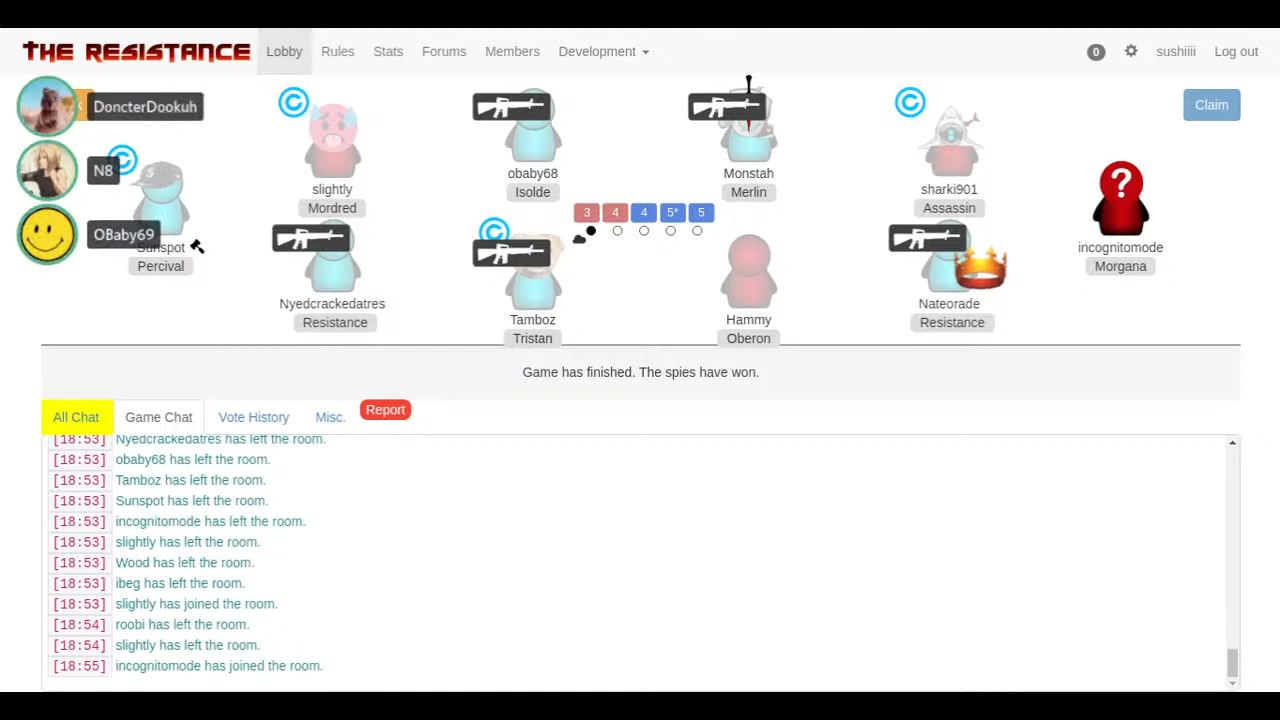 THE RESISTANCE Lobby Rules Stats Forums Members Development 0 sushiiii Log out
DoncterDookuh
N8
OBaby69
Claim
slightly
Mordred
obaby68
Isolde
Monstah
Merlin
sharki901
Assassin
incognitomode
Morgana
3 4 4 5* 5
Sunspot
Percival
Nyedcrackedatres
Resistance
Tamboz
Tristan
Hammy
Oberon
Nateorade
Resistance
Game has finished. The spies have won.
All Chat Game Chat Vote History Misc. Report
[18:53] Nyedcrackedatres has left the room.
[18:53] obaby68 has left the room.
[18:53] Tamboz has left the room.
[18:53] Sunspot has left the room.
[18:53] incognitomode has left the room.
[18:53] slightly has left the room.
[18:53] Wood has left the room.
[18:53] ibeg has left the room.
[18:53] slightly has joined the room.
[18:54] roobi has left the room.
[18:54] slightly has left the room.
[18:55] incognitomode has joined the room.